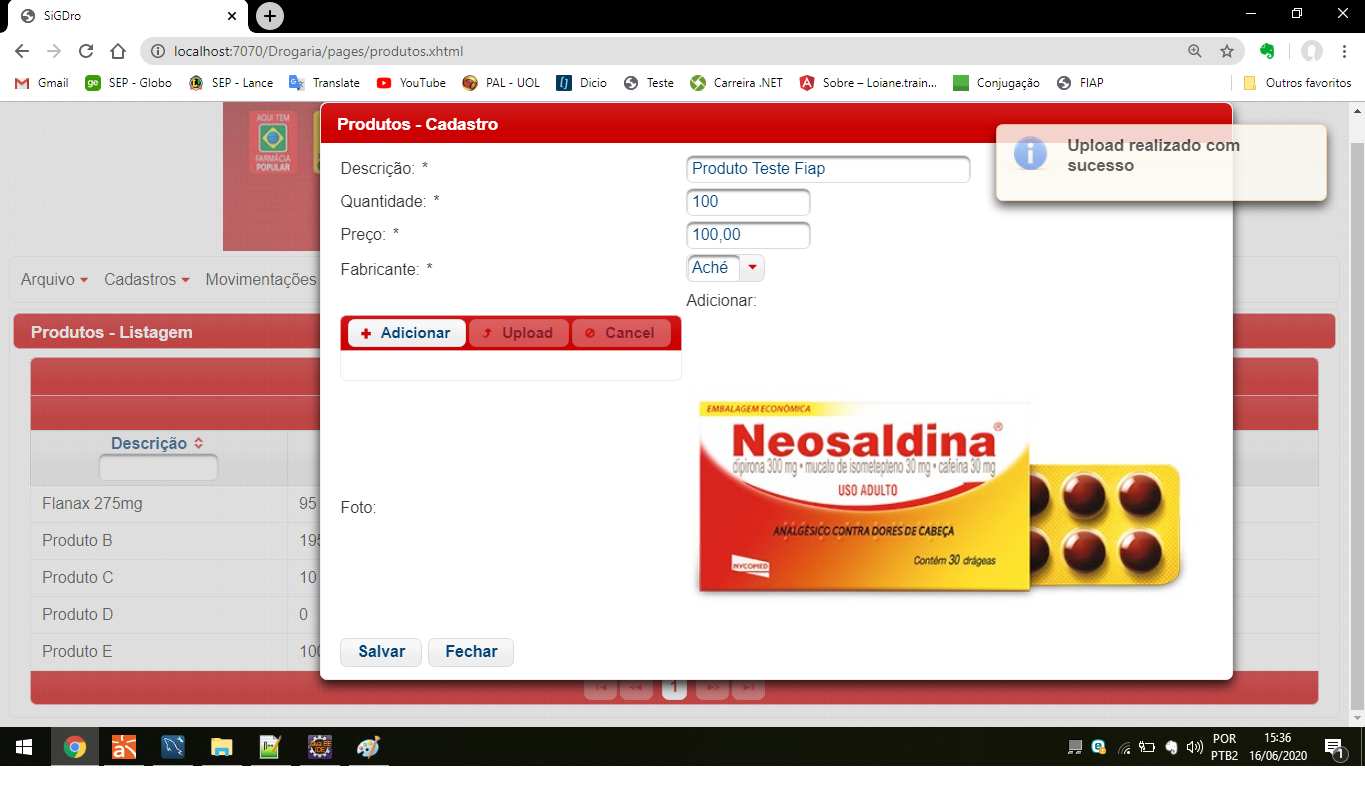 SiGDro
localhost:7070/Drogaria/pages/produtos.xhtml
Gmail
SEP - Globo
SEP - Lance
Translate
YouTube
PAL - UOL
Dicio
Teste
Carreira .NET
Sobre – Loiane.train...
Conjugação
FIAP
Outros favoritos
AQUI TEM
FARMÁCIA
POPULAR
Produtos - Cadastro
Upload realizado com
sucesso
Descrição: *
Produto Teste Fiap
Quantidade: *
100
Preço: *
100,00
Fabricante: *
Aché
Adicionar:
Arquivo
Cadastros
Movimentações
Produtos - Listagem
Adicionar
Upload
Cancel
Descrição
Flanax 275mg
95
Produto B
195
Produto C
10
Produto D
0
Produto E
100
Foto:
EMBALAGEM ECONÔMICA
Neosaldina®
dipirona 300 mg • mucato de isometepteno 30 mg • cafeína 30 mg
USO ADULTO
ANALGÉSICO CONTRA DORES DE CABEÇA
Contém 30 drágeas
NYCOMED
Salvar
Fechar
1
POR
PTB2
15:36
16/06/2020
1